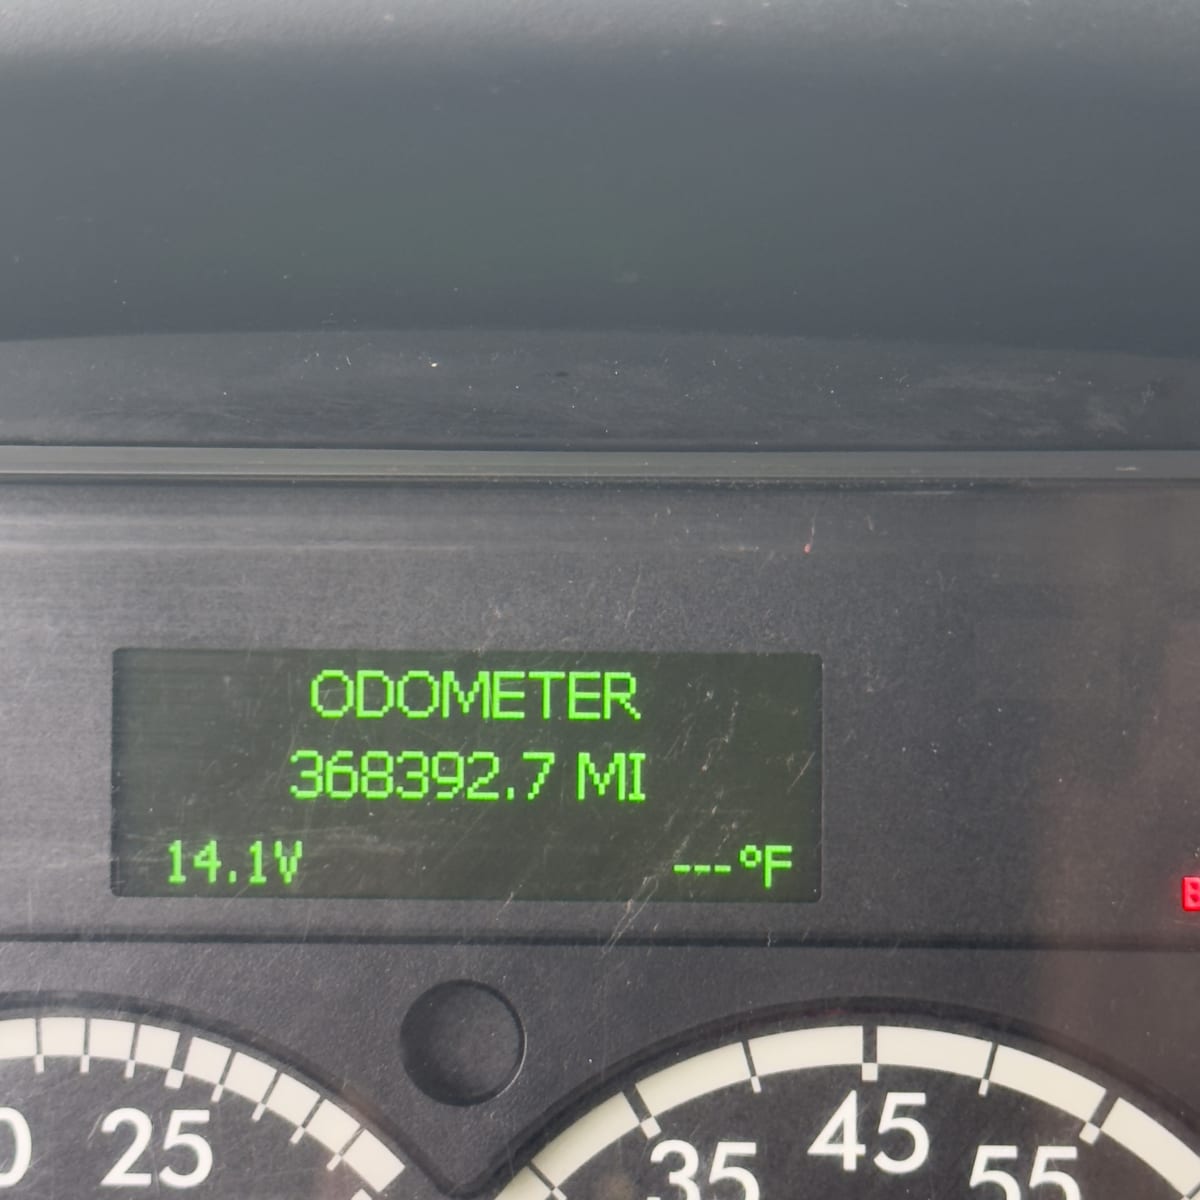 ODOMETER
368392.7 MI
14.1V ---°F
25 35 45 55